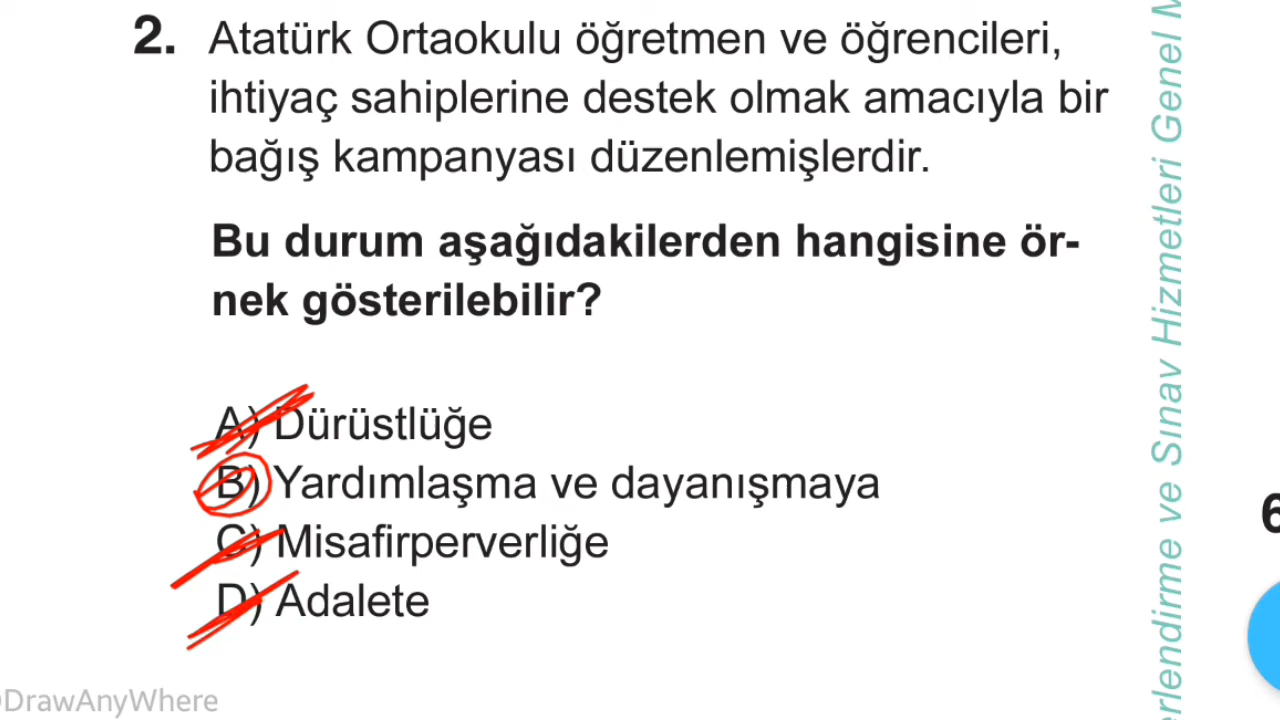 2. Atatürk Ortaokulu öğretmen ve öğrencileri,
ihtiyaç sahiplerine destek olmak amacıyla bir
bağış kampanyası düzenlemişlerdir.
Bu durum aşağıdakilerden hangisine ör-
nek gösterilebilir?
A) Dürüstlüğe
B) Yardımlaşma ve dayanışmaya
C) Misafirperverliğe
D) Adalete
DrawAnyWhere
ve Sınav Hizmetleri Genel
6